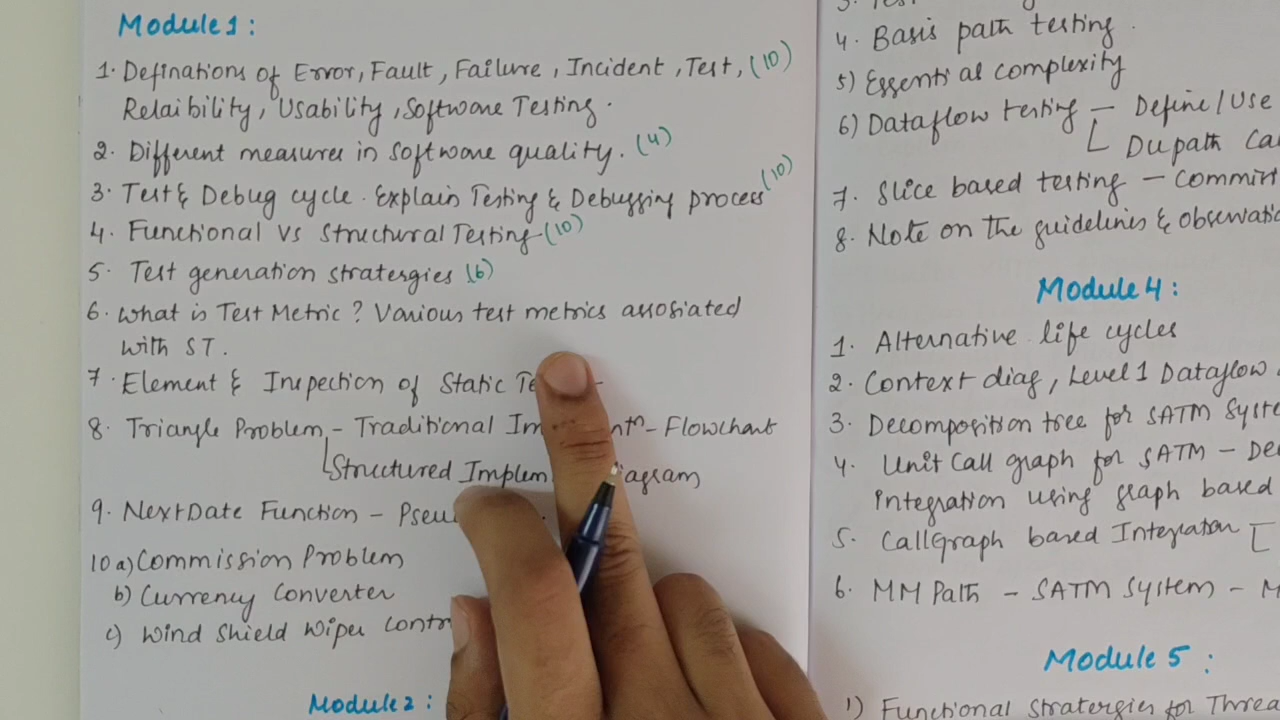 Module 1 :
1. Definations of Error, Fault, Failure, Incident, Test, (10)
Relaibility, Usability, Software Testing.
2. Different measures in software quality. (4)
3. Test & Debug cycle. Explain Testing & Debugging process (10)
4. Functional Vs Structural Testing (10)
5. Test generation stratergies (6)
6. What is Test Metric? Various test metrics assosiated
with ST.
7. Element & Inspection of Static
8. Triangle Problem - Traditional - Flowchart
Structured
9. NextDate Function -
10 a) Commission Problem
b) Currency Converter
c) Wind Shield Wiper
Module 2 :
4. Basis path testing.
5) Essential complexity
6) Dataflow testing - Define/Use
Du path
7. Slice based testing -
8. Note on the guidelines &
Module 4 :
1. Alternative life cycles
2. Context diag, Level 1 Dataflow
3. Decomposition tree for SATM
4. Unit Call graph for SATM -
Integration using graph based
5. CallGraph based Integration [
6. MM Path - SATM System -
Module 5 :
1) Functional Stratergies for